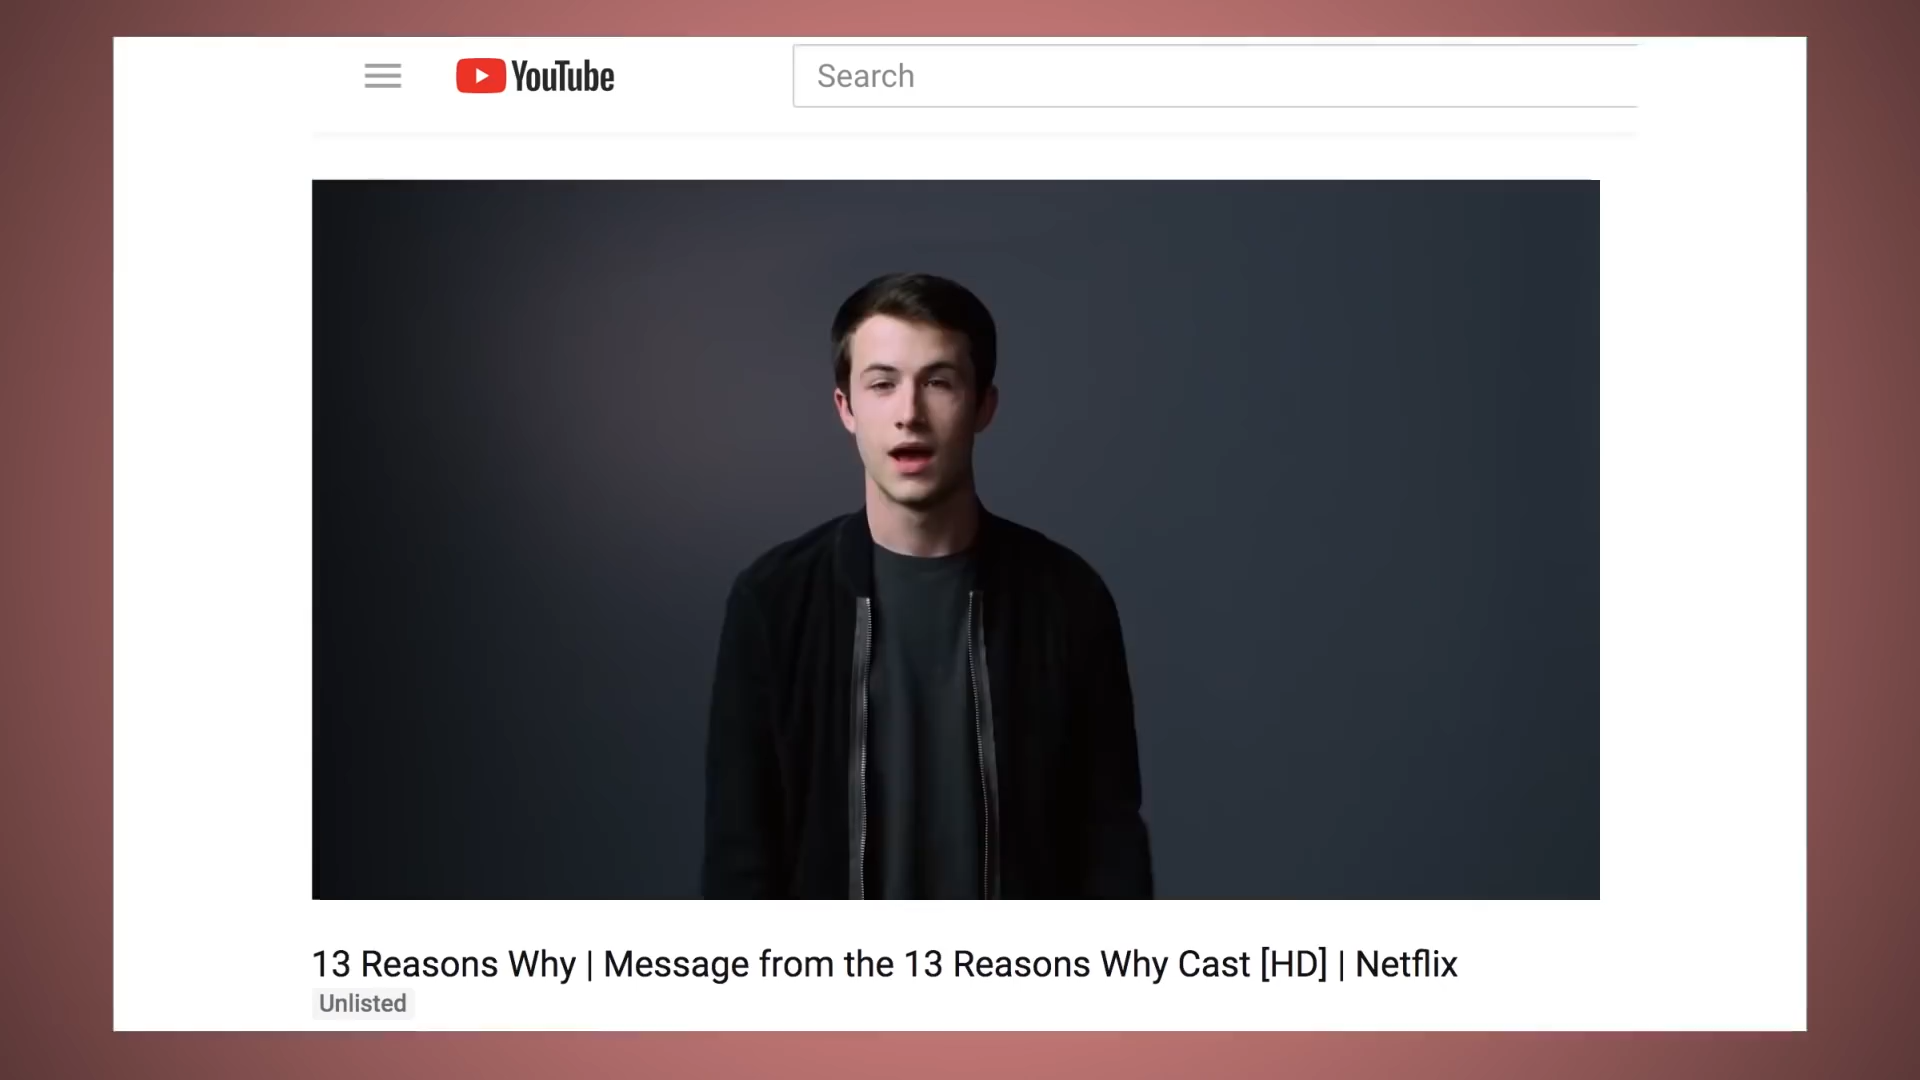 YouTube
Search
13 Reasons Why | Message from the 13 Reasons Why Cast [HD] | Netflix
Unlisted